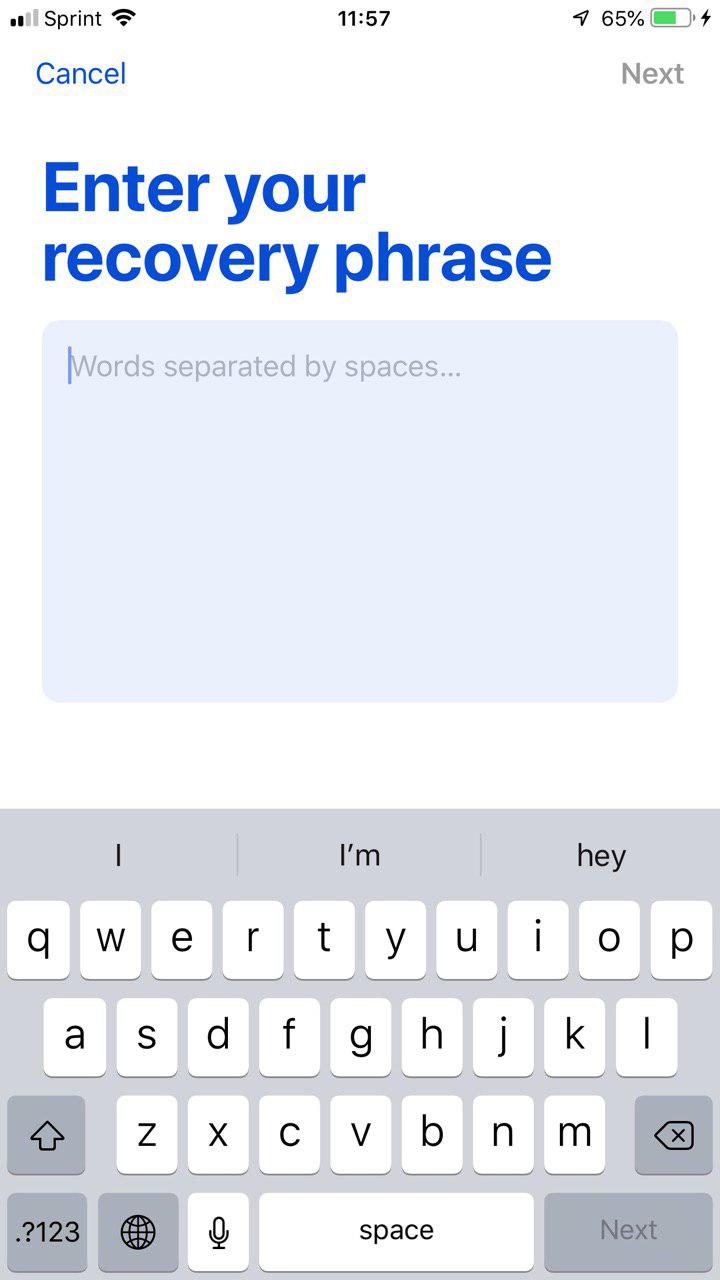 Sprint 11:57 65%
Cancel Next
Enter your
recovery phrase
Words separated by spaces...
I I'm hey
q w e r t y u i o p
a s d f g h j k l
z x c v b n m
.?123 space Next